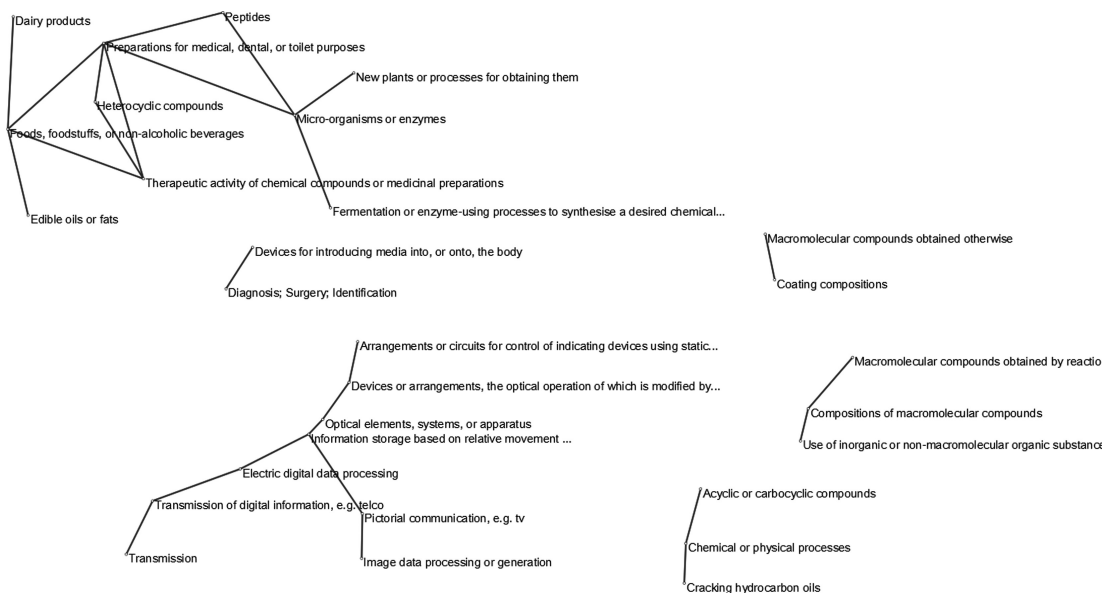 Peptides
Dairy products
Preparations for medical, dental, or toilet purposes
New plants or processes for obtaining them
Heterocyclic compounds
Micro-organisms or enzymes
Foods, foodstuffs, or non-alcoholic beverages
Therapeutic activity of chemical compounds or medicinal preparations
Fermentation or enzyme-using processes to synthesise a desired chemical...
Edible oils or fats
Macromolecular compounds obtained otherwise
Devices for introducing media into, or onto, the body
Coating compositions
Diagnosis; Surgery; Identification
Arrangements or circuits for control of indicating devices using static...
Macromolecular compounds obtained by reactio
Devices or arrangements, the optical operation of which is modified by...
Compositions of macromolecular compounds
Optical elements, systems, or apparatus
Information storage based on relative movement ...
Use of inorganic or non-macromolecular organic substance
Electric digital data processing
Acyclic or carbocyclic compounds
Transmission of digital information, e.g. telco
Pictorial communication, e.g. tv
Chemical or physical processes
Transmission
Image data processing or generation
Cracking hydrocarbon oils